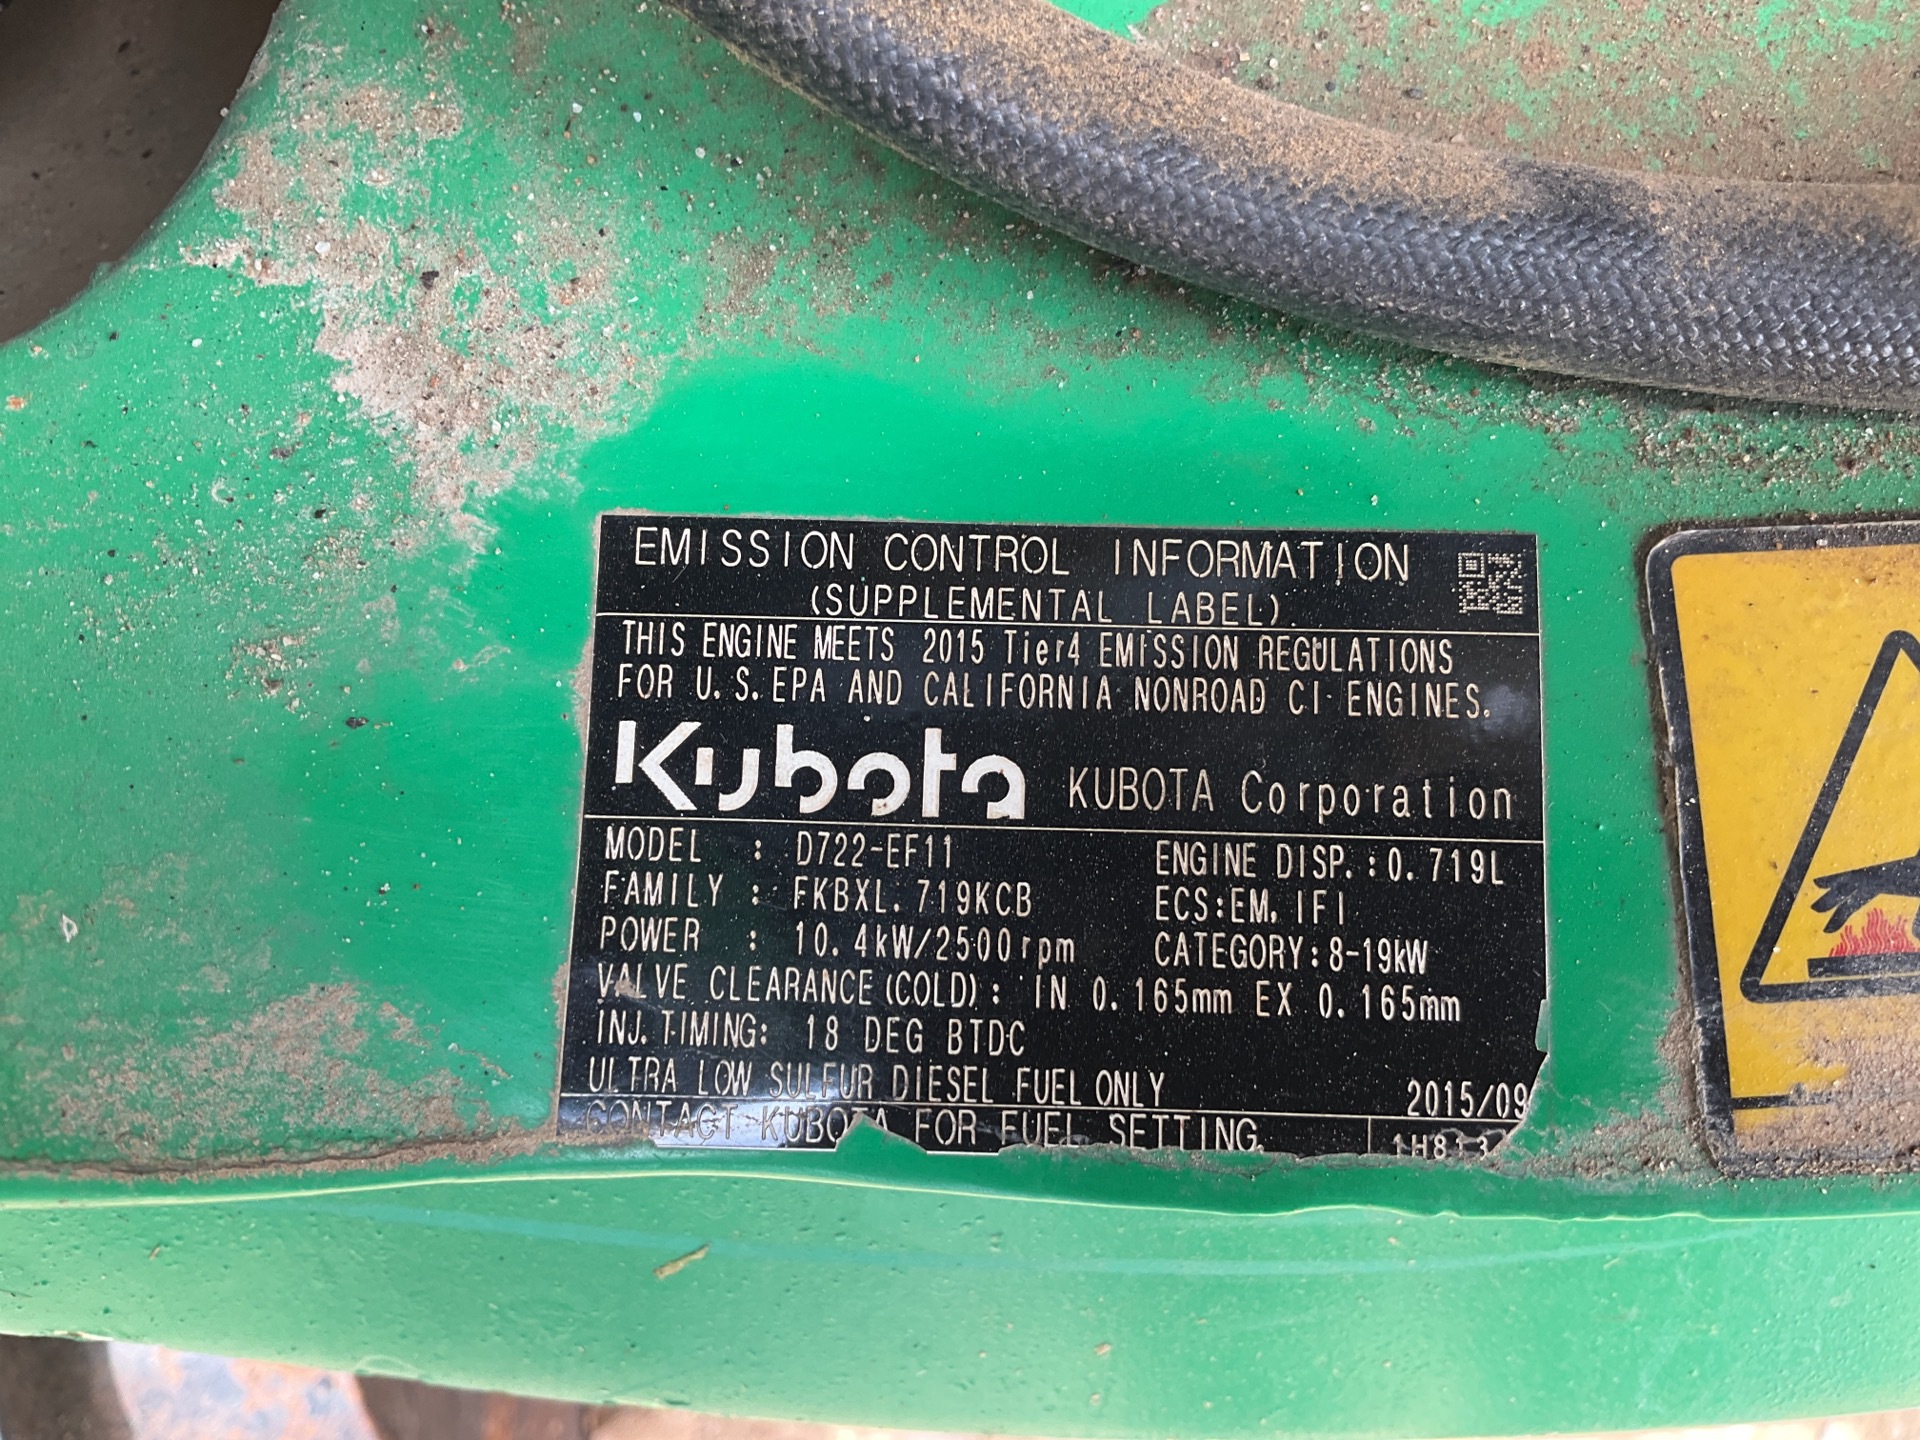 EMISSION CONTROL INFORMATION
(SUPPLEMENTAL LABEL).
THIS ENGINE MEETS 2015 Tier4 EMISSION REGULATIONS
FOR U.S.EPA AND CALIFORNIA NONROAD CI ENGINES.
Kubota KUBOTA Corporation
MODEL : D722-EF11 ENGINE DISP.:0.719L
FAMILY : FKBXL.719KCB ECS:EM, IFI
POWER : 10.4kW/2500rpm CATEGORY:8-19kW
VALVE CLEARANCE(COLD): IN 0.165mm EX 0.165mm
INJ.TIMING: 18 DEG BTDC
ULTRA LOW SULFUR DIESEL FUEL ONLY 2015/09
CONTACT KUBOTA FOR FUEL SETTING.